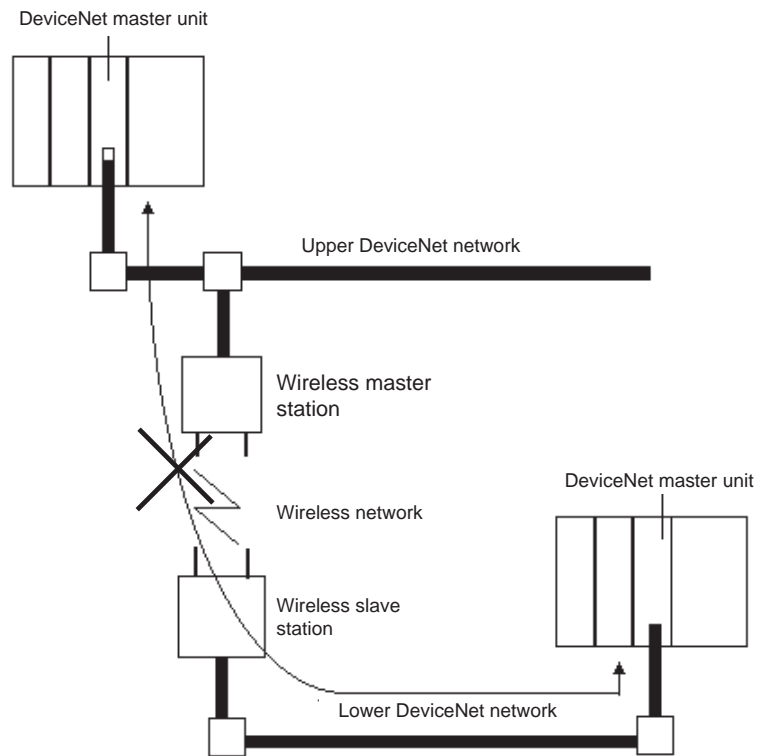 DeviceNet master unit
Upper DeviceNet network
Wireless master
station
DeviceNet master unit
Wireless network
Wireless slave
station
Lower DeviceNet network